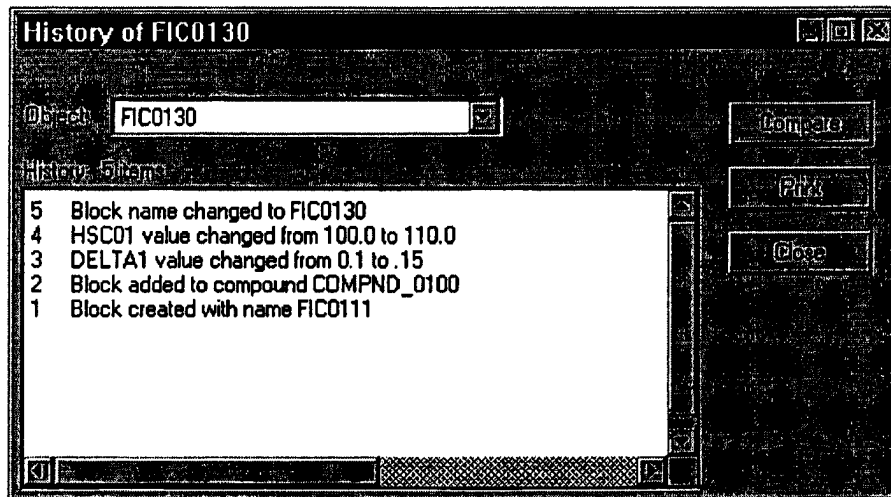 History of FIC0130
Object: FIC0130
Compare
History: 5 items
Print
Close
5 Block name changed to FIC0130
4 HSC01 value changed from 100.0 to 110.0
3 DELTA1 value changed from 0.1 to .15
2 Block added to compound COMPND_0100
1 Block created with name FIC0111